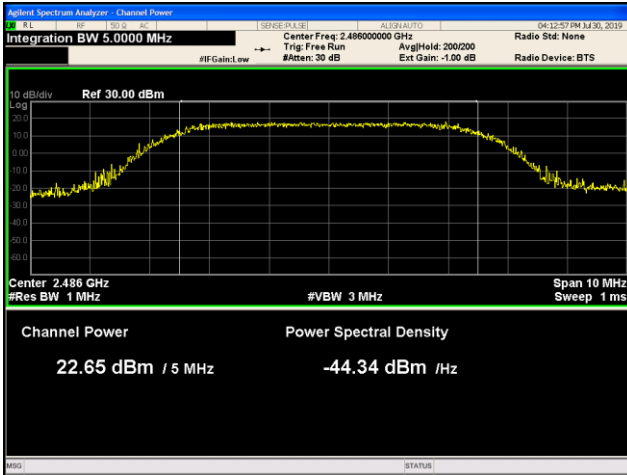 Agilent Spectrum Analyzer - Channel Power
RL RF 50 Ω AC SENSE:PULSE ALIGN AUTO 04:12:57 PM Jul 30, 2019
Integration BW 5.0000 MHz Center Freq: 2.486000000 GHz Radio Std: None
Trig: Free Run Avg|Hold: 200/200
#IFGain:Low #Atten: 30 dB Ext Gain: -1.00 dB Radio Device: BTS
10 dB/div Ref 30.00 dBm
Log
20.0
10.0
0.00
-10.0
-20.0
-30.0
-40.0
-50.0
-60.0
Center 2.486 GHz Span 10 MHz
#Res BW 1 MHz #VBW 3 MHz Sweep 1 ms
Channel Power Power Spectral Density
22.65 dBm / 5 MHz -44.34 dBm /Hz
MSG STATUS